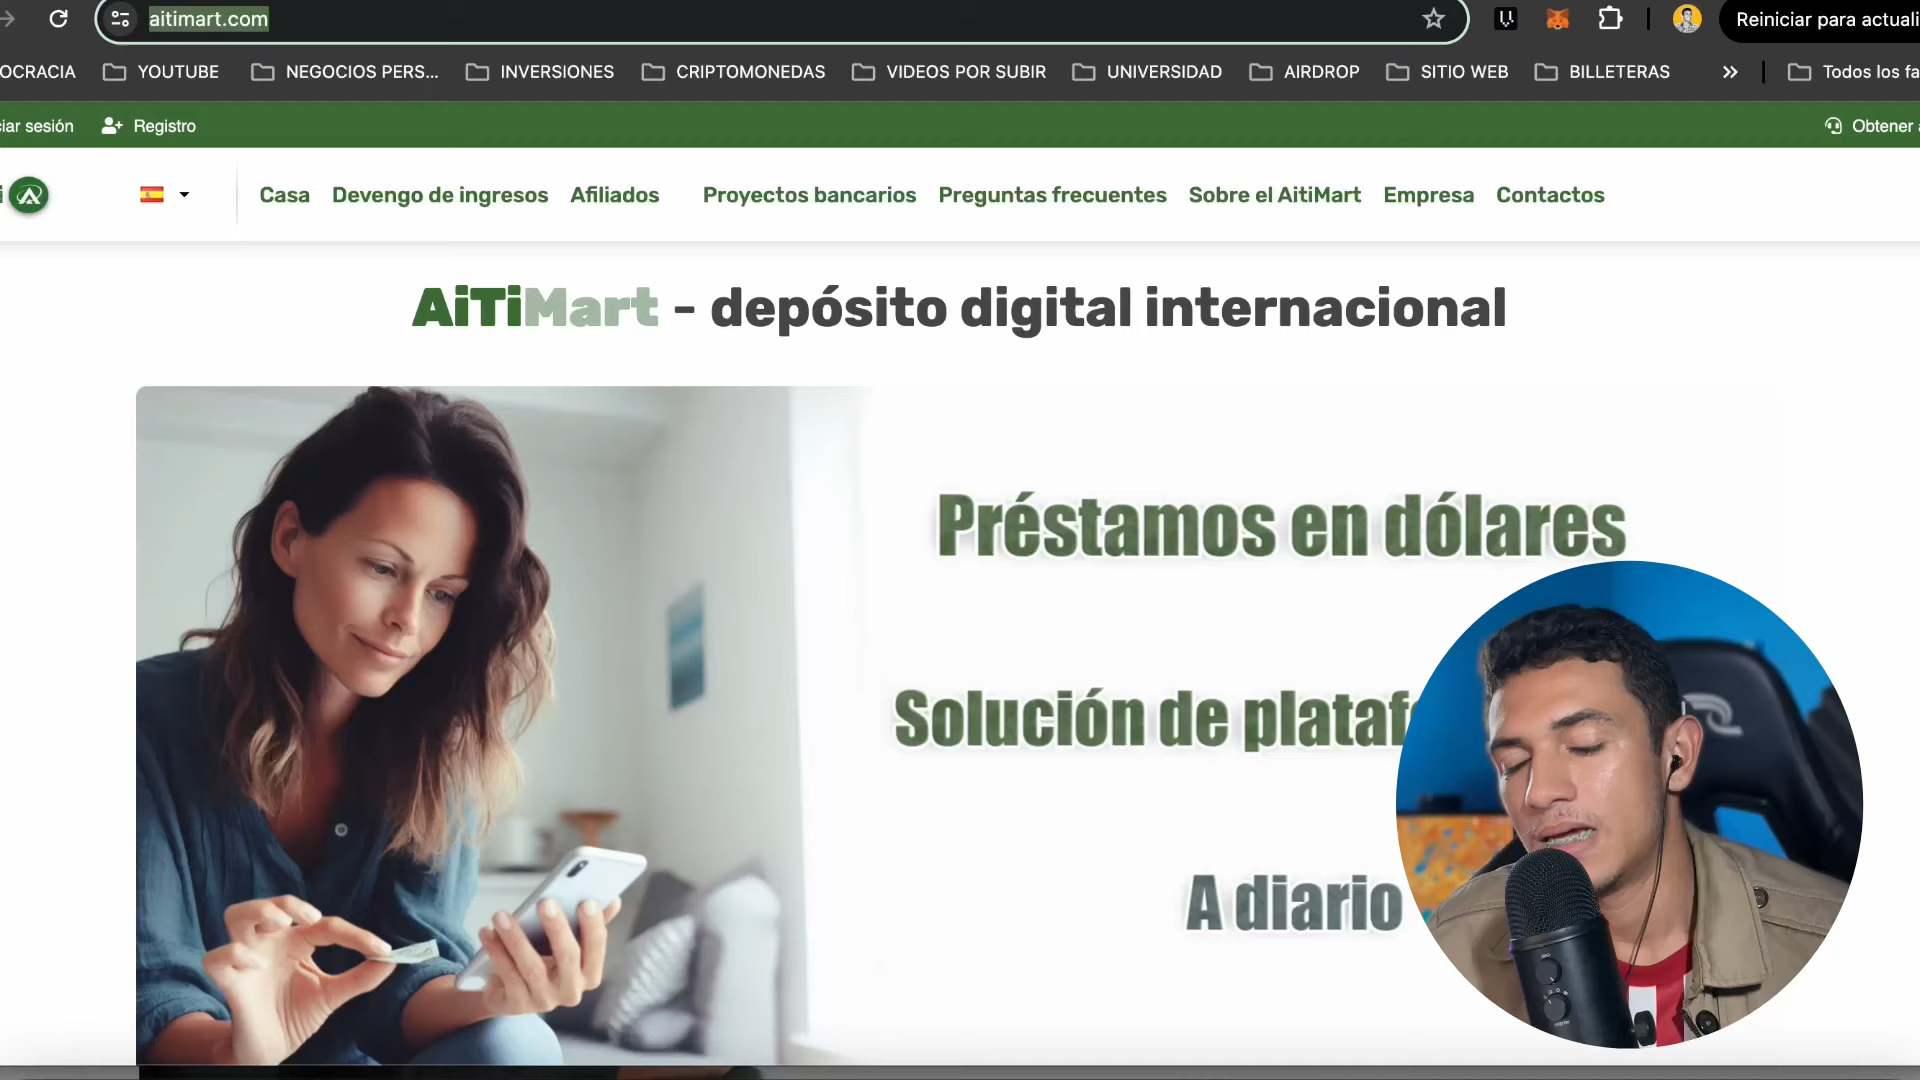 aitimart.com
Reiniciar para actuali
OCRACIA YOUTUBE NEGOCIOS PERS... INVERSIONES CRIPTOMONEDAS VIDEOS POR SUBIR UNIVERSIDAD AIRDROP SITIO WEB BILLETERAS Todos los fa
ciar sesión Registro Obtener a
i Casa Devengo de ingresos Afiliados Proyectos bancarios Preguntas frecuentes Sobre el AitiMart Empresa Contactos
AiTiMart - depósito digital internacional
Préstamos en dólares
Solución de plataf
A diario